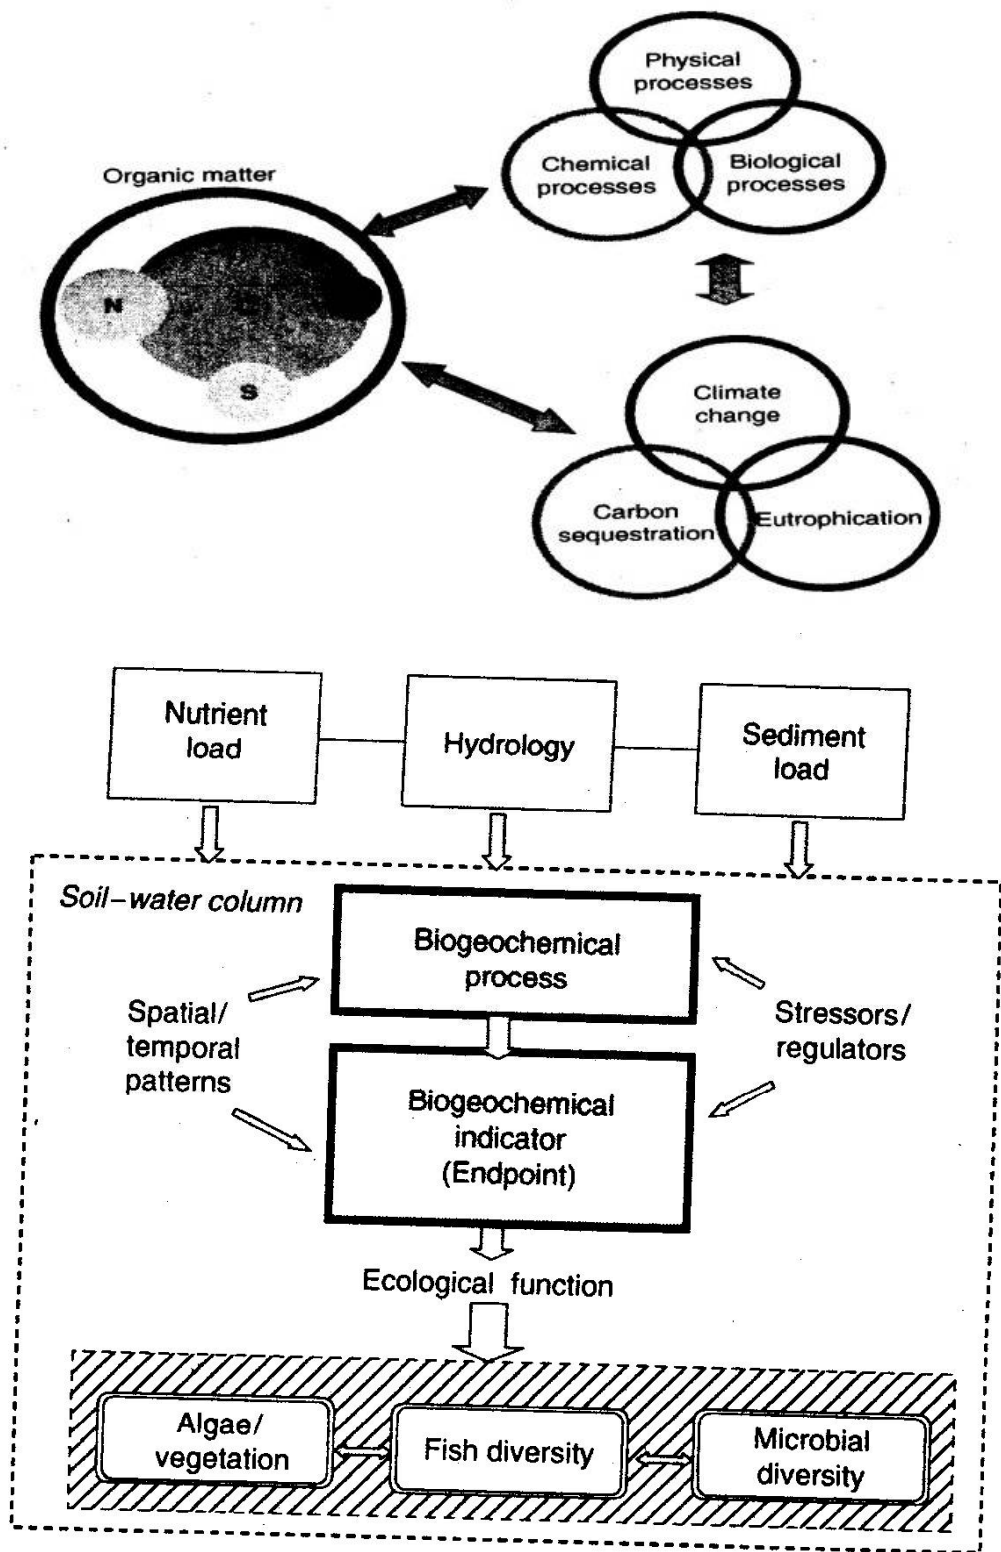 Physical
processes
Chemical
processes
Biological
processes
Organic matter
N
S
Climate
change
Carbon
sequestration
Eutrophication
Nutrient
load
Hydrology
Sediment
load
Soil–water column
Biogeochemical
process
Spatial/
temporal
patterns
Stressors/
regulators
Biogeochemical
indicator
(Endpoint)
Ecological function
Algae/
vegetation
Fish diversity
Microbial
diversity